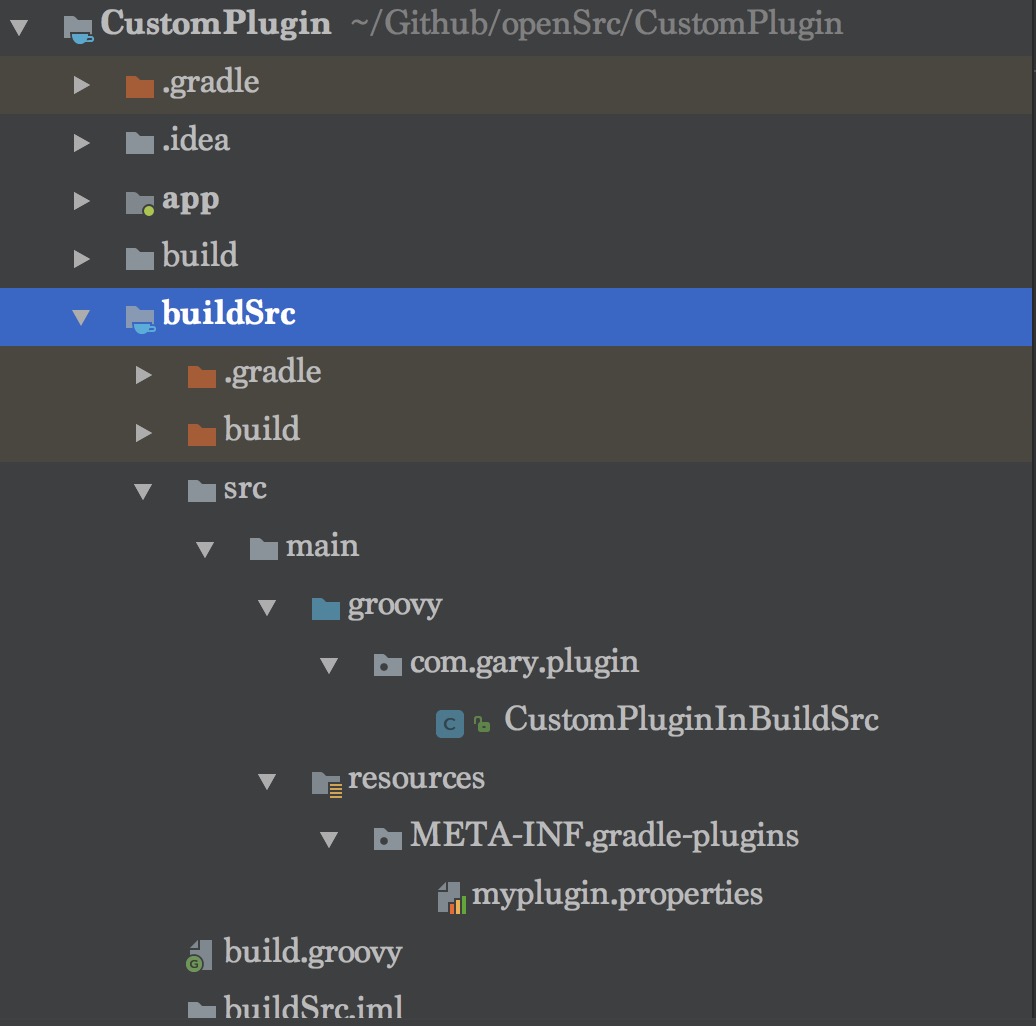 CustomPlugin ~/Github/openSrc/CustomPlugin
.gradle
.idea
app
build
buildSrc
.gradle
build
src
main
groovy
com.gary.plugin
C CustomPluginInBuildSrc
resources
META-INF.gradle-plugins
myplugin.properties
G build.groovy
buildSrc.iml